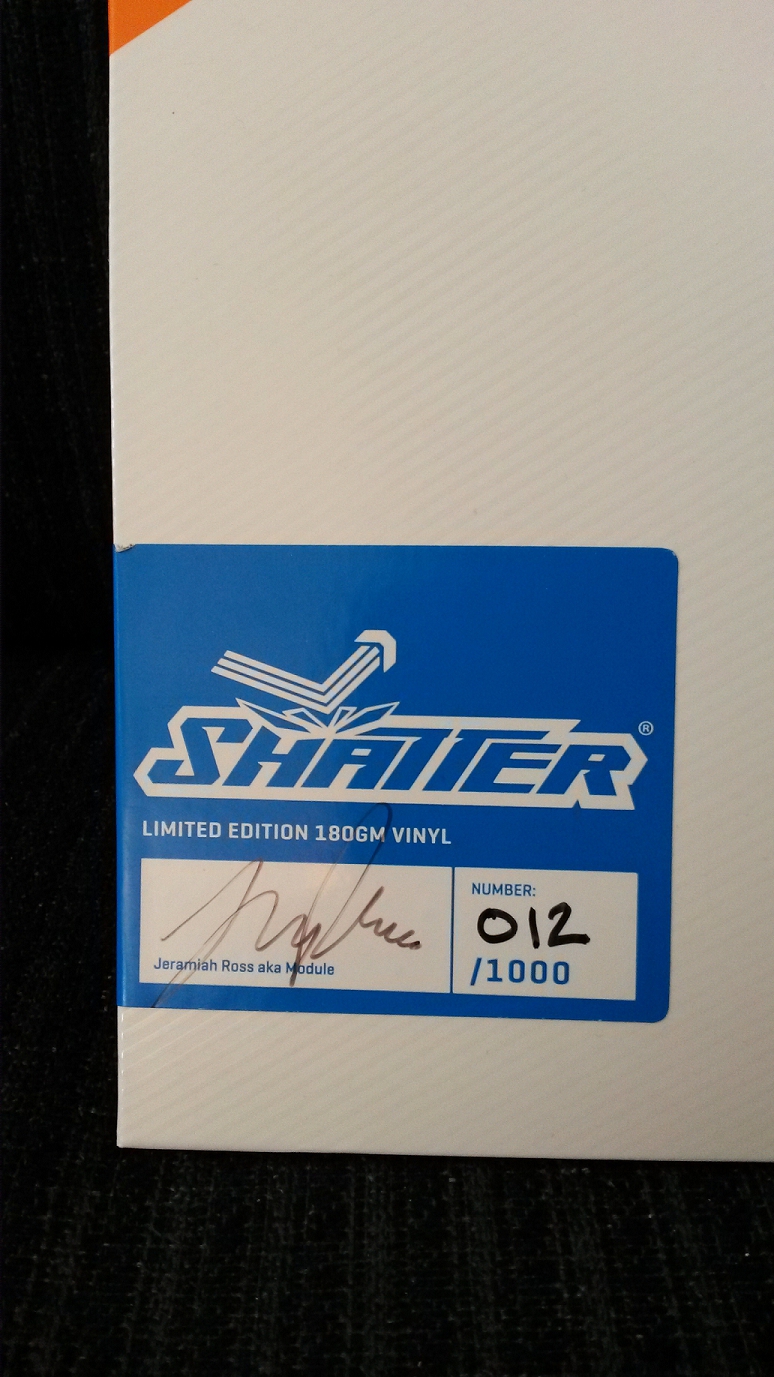 SHATTER®
LIMITED EDITION 180GM VINYL
Jeramiah Ross aka Module
NUMBER:
012
/1000